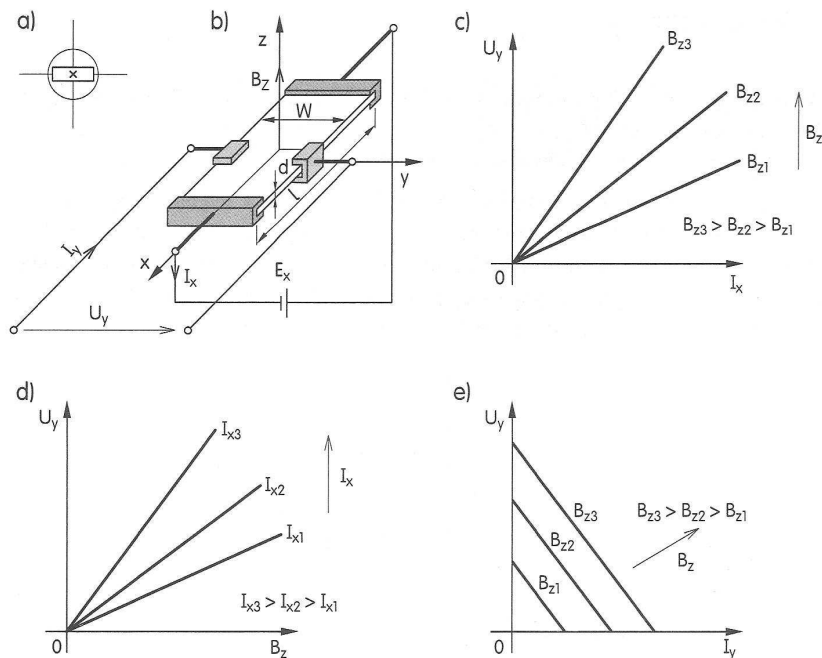 a)
b)
z
B_Z
W
d
L
y
x
I_x
E_x
I_y
U_y
c)
U_y
B_z3
B_z2
B_z1
B_z
B_z3 > B_z2 > B_z1
0
I_x
d)
U_y
I_x3
I_x2
I_x1
I_x
I_x3 > I_x2 > I_x1
0
B_z
e)
U_y
B_z3
B_z2
B_z1
B_z3 > B_z2 > B_z1
B_z
0
I_y